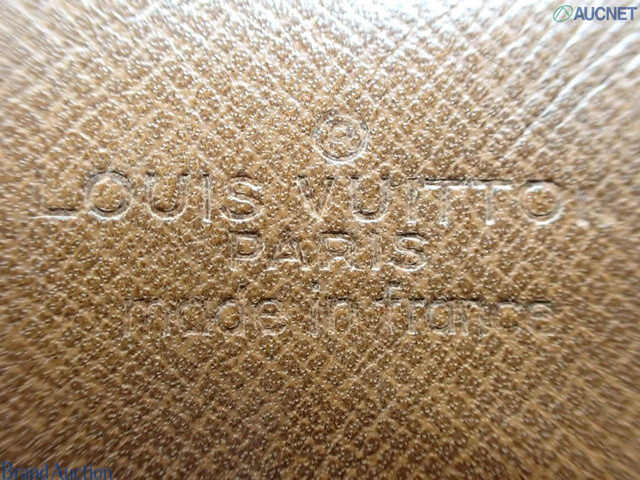 AUCNET
®
LOUIS VUITTON
PARIS
made in france
Brand Auction